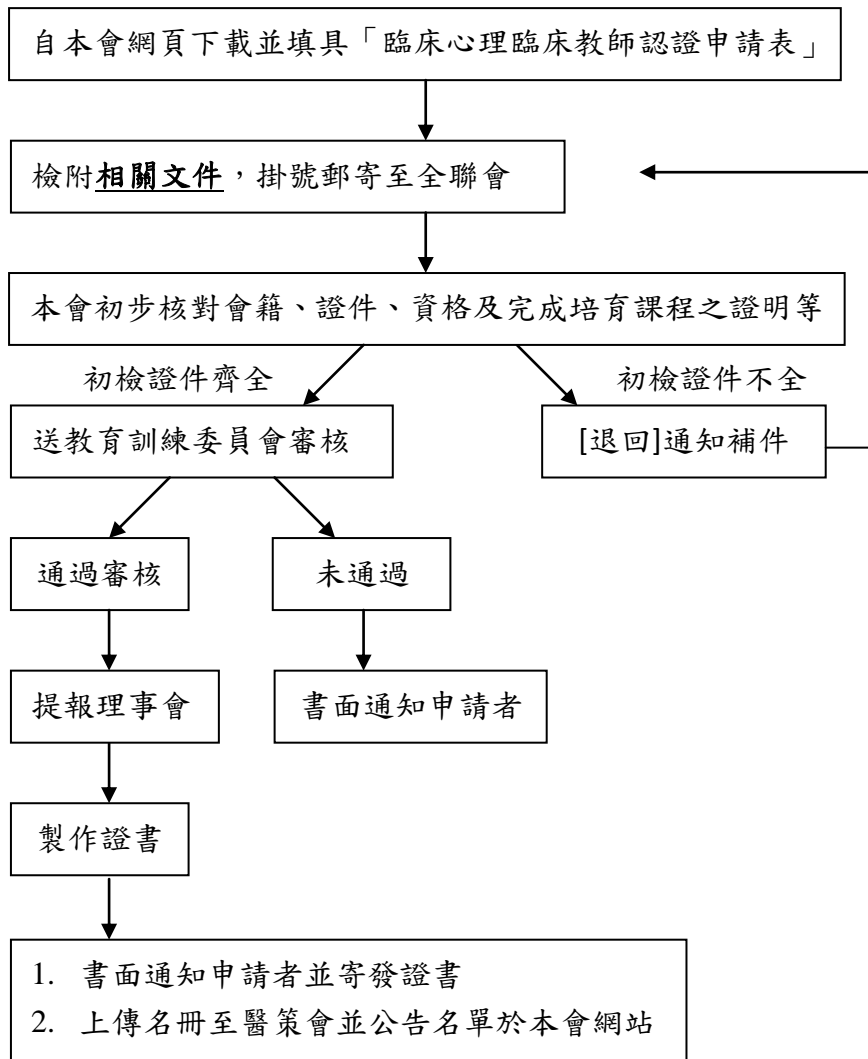 自本會網頁下載並填具「臨床心理臨床教師認證申請表」
檢附相關文件，掛號郵寄至全聯會
本會初步核對會籍、證件、資格及完成培育課程之證明等
初檢證件齊全
初檢證件不全
送教育訓練委員會審核
[退回]通知補件
通過審核
未通過
提報理事會
書面通知申請者
製作證書
1. 書面通知申請者並寄發證書
2. 上傳名冊至醫策會並公告名單於本會網站